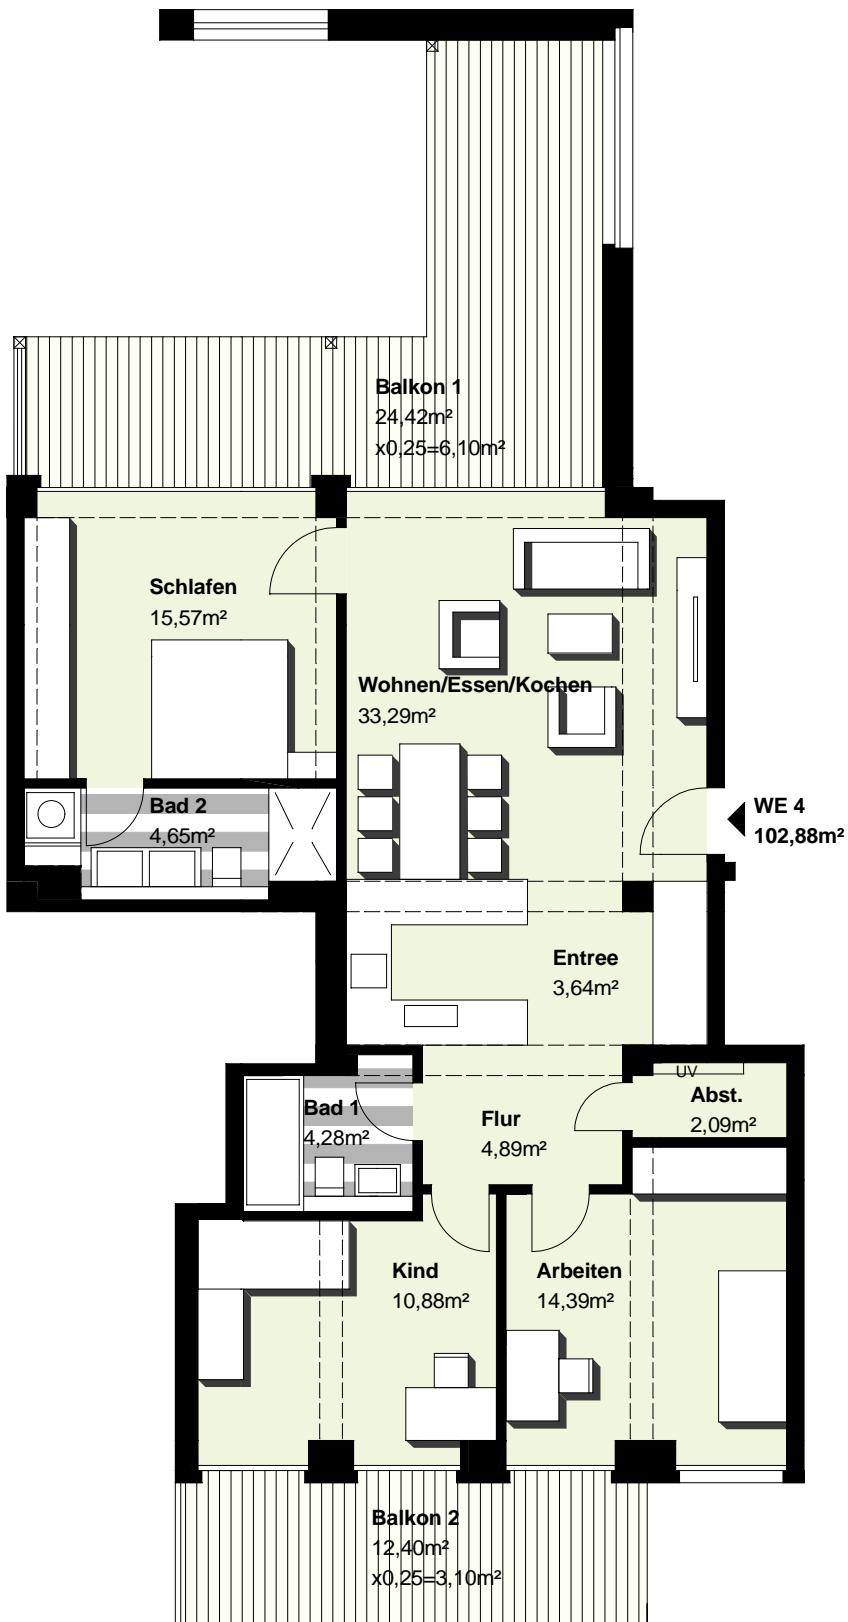 Balkon 1
24,42m²
x0,25=6,10m²
Schlafen
15,57m²
Wohnen/Essen/Kochen
33,29m²
Bad 2
4,65m²
WE 4
102,88m²
Entree
3,64m²
UV
Abst.
2,09m²
Bad 1
4,28m²
Flur
4,89m²
Kind
10,88m²
Arbeiten
14,39m²
Balkon 2
12,40m²
x0,25=3,10m²